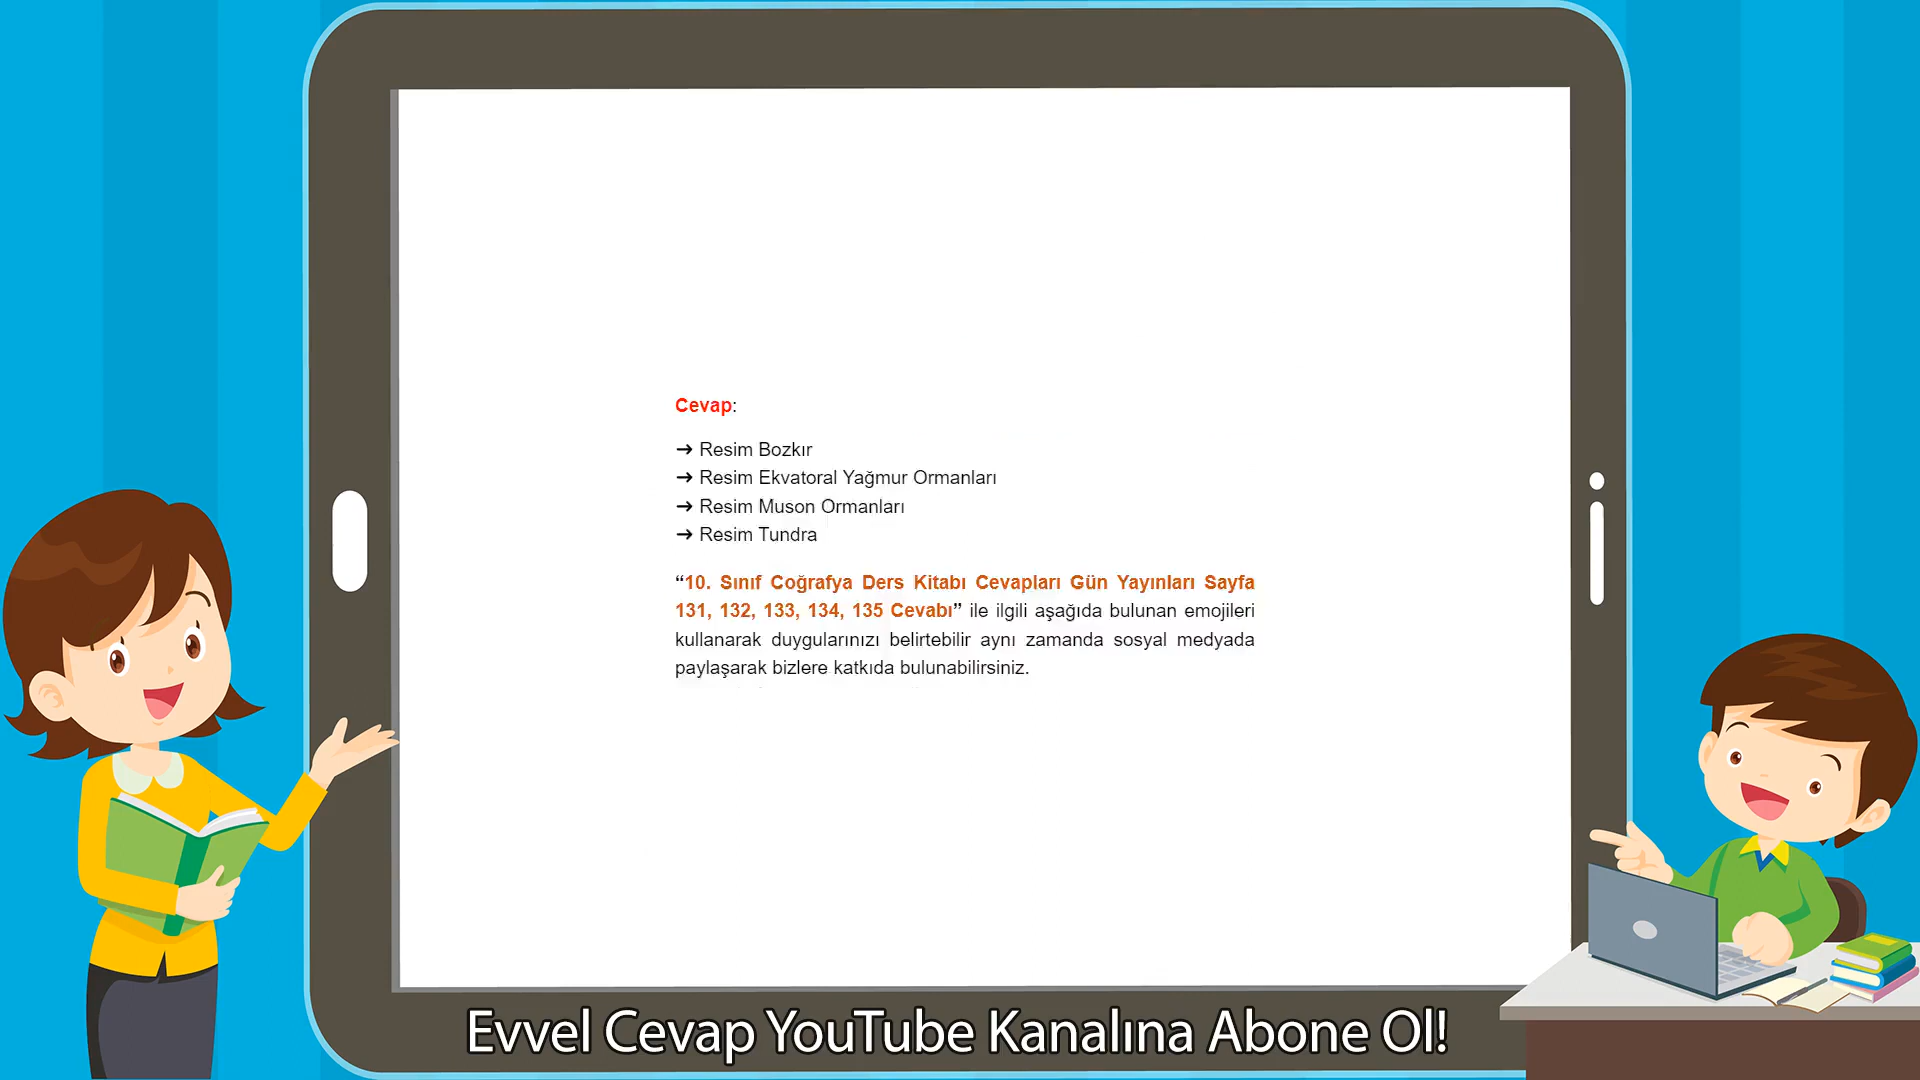 Cevap:
→ Resim Bozkır
→ Resim Ekvatoral Yağmur Ormanları
→ Resim Muson Ormanları
→ Resim Tundra
“10. Sınıf Coğrafya Ders Kitabı Cevapları Gün Yayınları Sayfa
131, 132, 133, 134, 135 Cevabı” ile ilgili aşağıda bulunan emojileri
kullanarak duygularınızı belirtebilir aynı zamanda sosyal medyada
paylaşarak bizlere katkıda bulunabilirsiniz.
Evvel Cevap YouTube Kanalına Abone Ol!